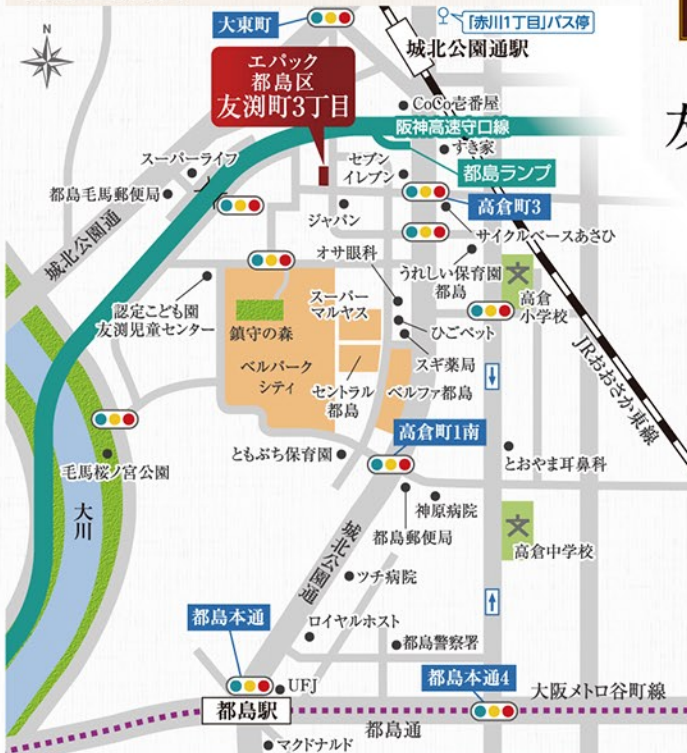 大東町
「赤川1丁目」バス停
N
城北公園通駅
エパック
都島区
友渕町3丁目
CoCo壱番屋
阪神高速守口線
すき家
スーパーライフ
セブン
イレブン
都島ランプ
都島毛馬郵便局
高倉町3
ジャパン
サイクルベースあさひ
城北公園通
オサ眼科
うれしい保育園
都島
認定こども園
友渕児童センター
鎮守の森
スーパー
マルヤス
高倉
小学校
ひごペット
ベルパーク
シティ
スギ薬局
セントラル
都島
ベルファ都島
JRおおさか東線
高倉町1南
ともぶち保育園
とおやま耳鼻科
毛馬桜ノ宮公園
大川
神原病院
都島郵便局
高倉中学校
城北公園通
ツチ病院
都島本通
ロイヤルホスト
都島警察署
UFJ
都島本通4
大阪メトロ谷町線
都島駅
都島通
マクドナルド
友